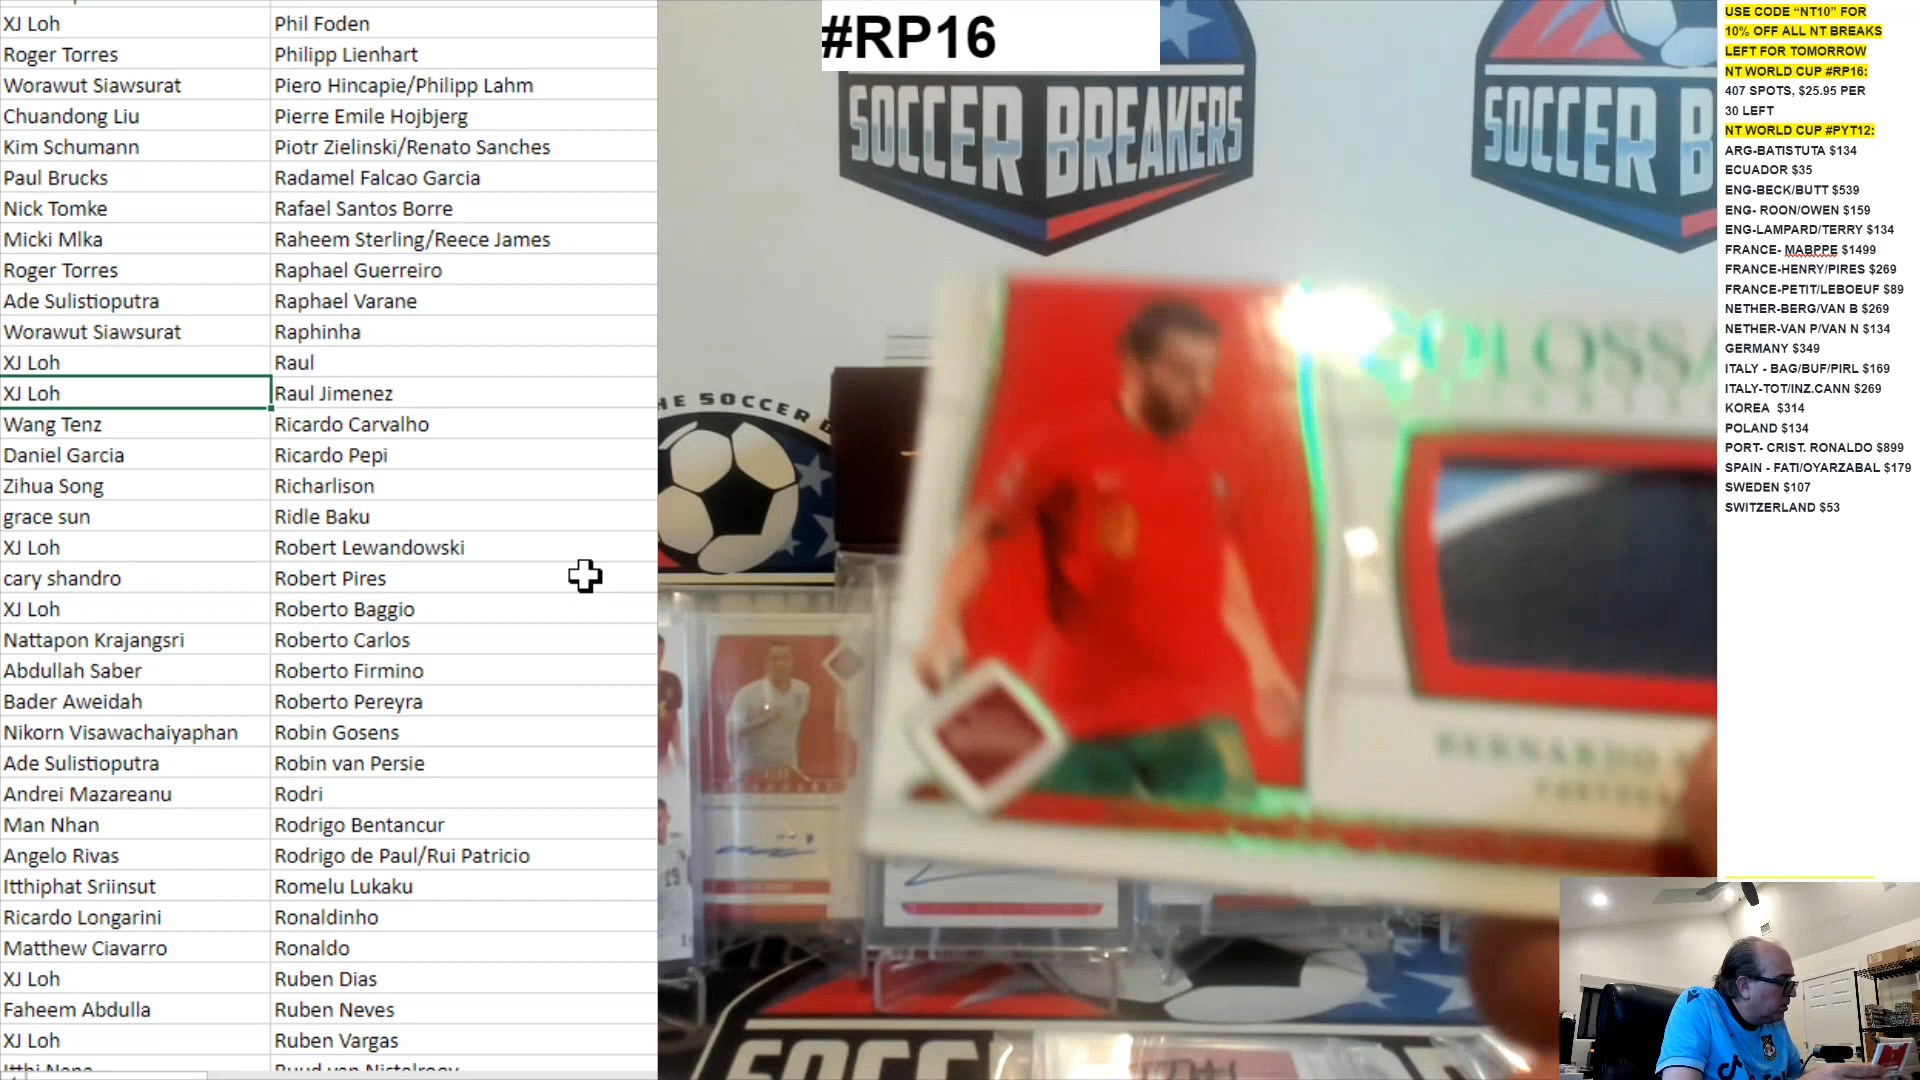 XJ Loh Phil Foden
Roger Torres Philipp Lienhart
Worawut Siawsurat Piero Hincapie/Philipp Lahm
Chuandong Liu Pierre Emile Hojbjerg
Kim Schumann Piotr Zielinski/Renato Sanches
Paul Brucks Radamel Falcao Garcia
Nick Tomke Rafael Santos Borre
Micki Mlka Raheem Sterling/Reece James
Roger Torres Raphael Guerreiro
Ade Sulistioputra Raphael Varane
Worawut Siawsurat Raphinha
XJ Loh Raul
XJ Loh Raul Jimenez
Wang Tenz Ricardo Carvalho
Daniel Garcia Ricardo Pepi
Zihua Song Richarlison
grace sun Ridle Baku
XJ Loh Robert Lewandowski
cary shandro Robert Pires
XJ Loh Roberto Baggio
Nattapon Krajangsri Roberto Carlos
Abdullah Saber Roberto Firmino
Bader Aweidah Roberto Pereyra
Nikorn Visawachaiyaphan Robin Gosens
Ade Sulistioputra Robin van Persie
Andrei Mazareanu Rodri
Man Nhan Rodrigo Bentancur
Angelo Rivas Rodrigo de Paul/Rui Patricio
Itthiphat Sriinsut Romelu Lukaku
Ricardo Longarini Ronaldinho
Matthew Ciavarro Ronaldo
XJ Loh Ruben Dias
Faheem Abdulla Ruben Neves
XJ Loh Ruben Vargas
#RP16
SOCCER BREAKERS
SOCCER B
THE SOCCER
COLOSSA
BERNARDO
SOCC
USE CODE “NT10” FOR
10% OFF ALL NT BREAKS
LEFT FOR TOMORROW
NT WORLD CUP #RP16:
407 SPOTS, $25.95 PER
30 LEFT
NT WORLD CUP #PYT12:
ARG-BATISTUTA $134
ECUADOR $35
ENG-BECK/BUTT $539
ENG- ROON/OWEN $159
ENG-LAMPARD/TERRY $134
FRANCE- MABPPE $1499
FRANCE-HENRY/PIRES $269
FRANCE-PETIT/LEBOEUF $89
NETHER-BERG/VAN B $269
NETHER-VAN P/VAN N $134
GERMANY $349
ITALY - BAG/BUF/PIRL $169
ITALY-TOT/INZ.CANN $269
KOREA $314
POLAND $134
PORT- CRIST. RONALDO $899
SPAIN - FATI/OYARZABAL $179
SWEDEN $107
SWITZERLAND $53